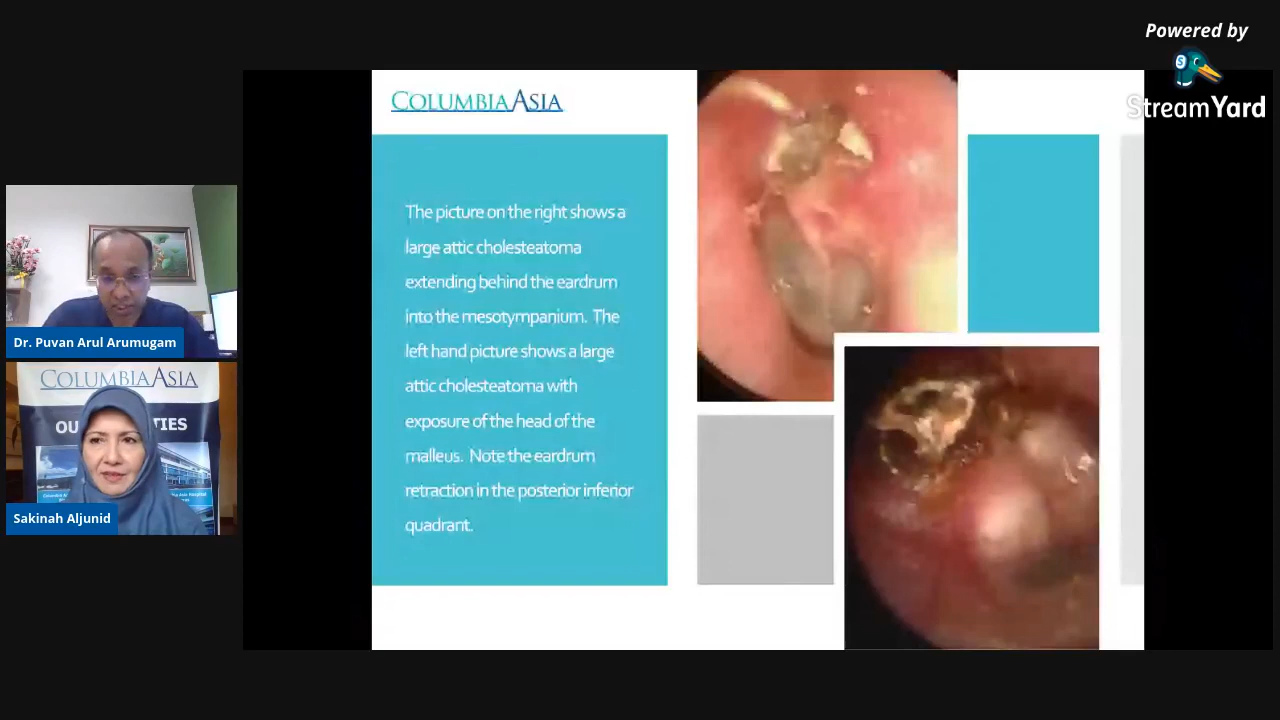 Powered by
StreamYard
COLUMBIA ASIA
The picture on the right shows a
large attic cholesteatoma
extending behind the eardrum
into the mesotympanium. The
left hand picture shows a large
attic cholesteatoma with
exposure of the head of the
malleus. Note the eardrum
retraction in the posterior inferior
quadrant.
Dr. Puvan Arul Arumugam
COLUMBIA ASIA
Sakinah Aljunid